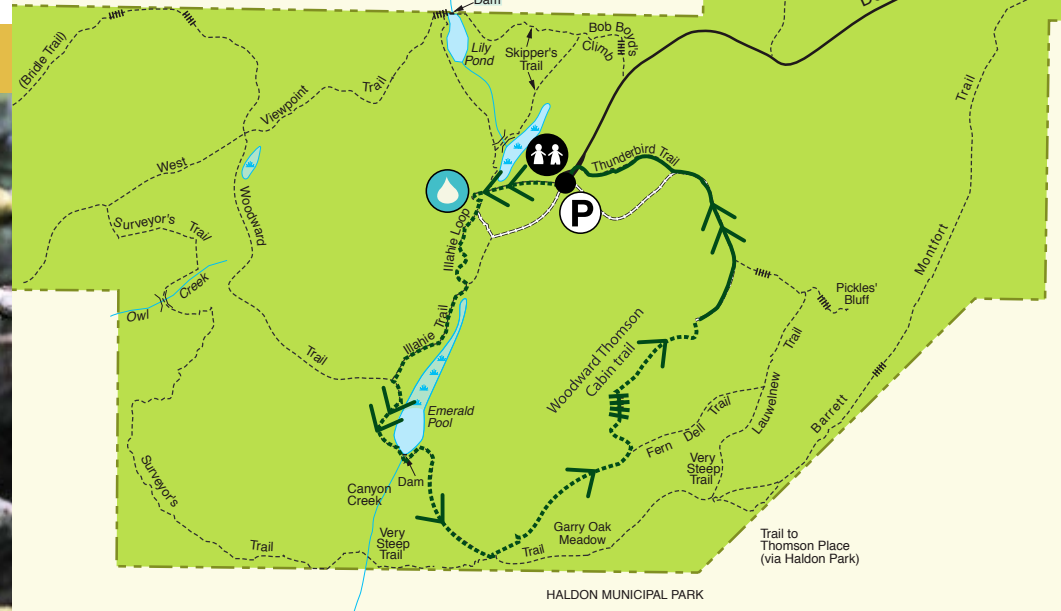 Dam
(Bridle Trail)
Lily
Pond
Skipper's
Trail
Bob Boyd's
Climb
Trail
Viewpoint
West
Woodward
Trail
Surveyor's
Trail
Owl
Creek
Thunderbird Trail
P
Illahie Loop
Illahie Trail
Emerald
Pool
Dam
Canyon
Creek
Very
Steep
Trail
Surveyor's
Trail
Trail
Garry Oak
Meadow
Woodward Thomson
Cabin trail
Fern Dell Trail
Very
Steep
Trail
Lauwelnew
Trail
Pickles'
Bluff
Trail
Montfort
Barrett
Trail to
Thomson Place
(via Haldon Park)
HALDON MUNICIPAL PARK